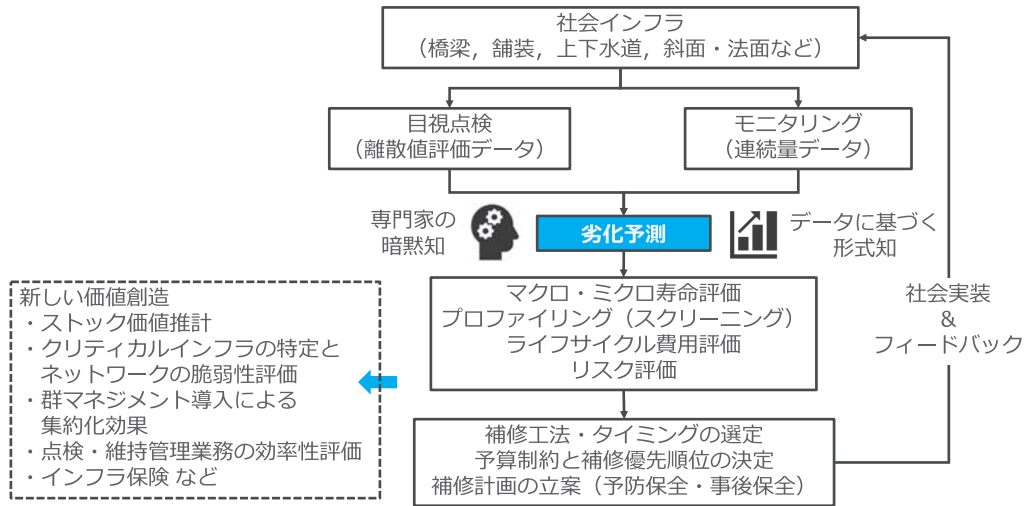 社会インフラ
（橋梁，舗装，上下水道，斜面・法面など）
目視点検
（離散値評価データ）
モニタリング
（連続量データ）
専門家の
暗黙知
劣化予測
データに基づく
形式知
マクロ・ミクロ寿命評価
プロファイリング（スクリーニング）
ライフサイクル費用評価
リスク評価
新しい価値創造
・ストック価値推計
・クリティカルインフラの特定と
ネットワークの脆弱性評価
・群マネジメント導入による
集約化効果
・点検・維持管理業務の効率性評価
・インフラ保険 など
補修工法・タイミングの選定
予算制約と補修優先順位の決定
補修計画の立案（予防保全・事後保全）
社会実装
&
フィードバック